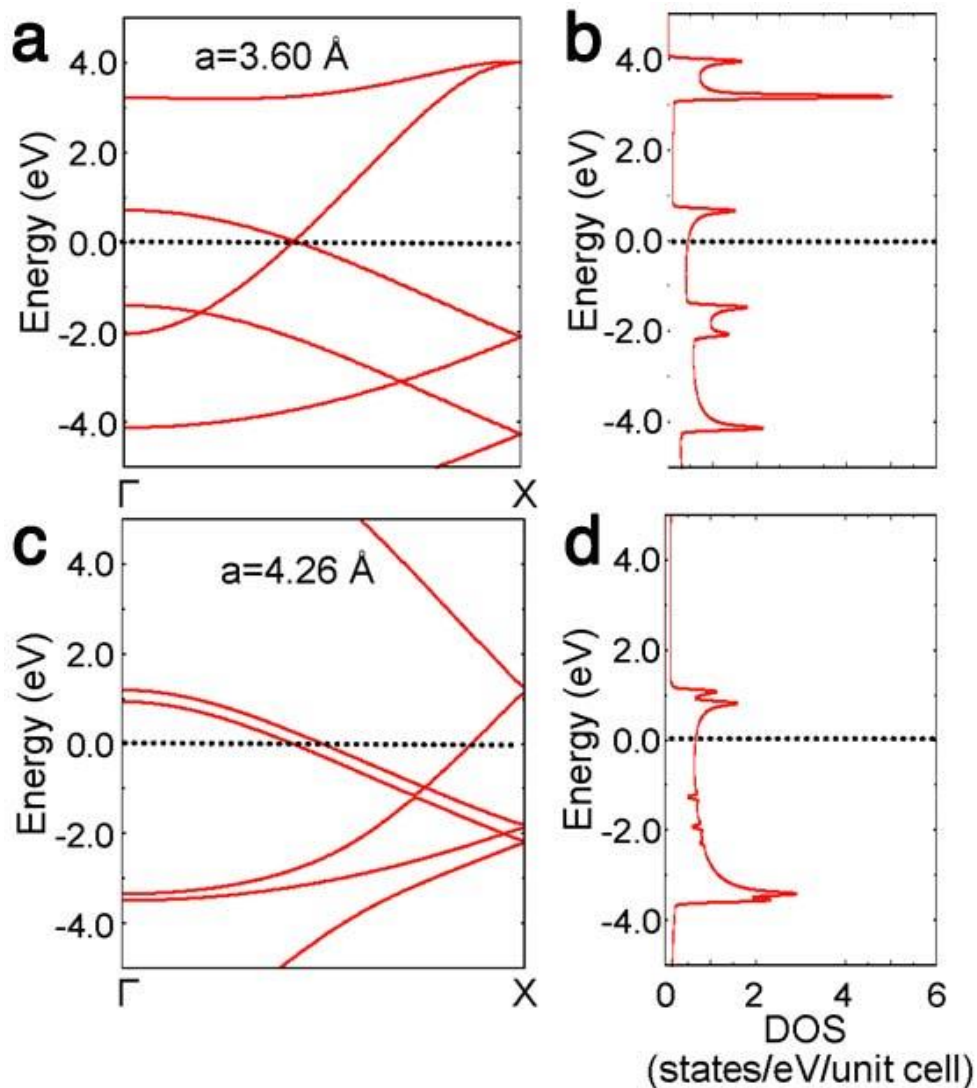 a
a=3.60 Å
Energy (eV)
4.0
2.0
0.0
-2.0
-4.0
Γ
X
b
Energy (eV)
4.0
2.0
0.0
-2.0
-4.0
c
a=4.26 Å
Energy (eV)
4.0
2.0
0.0
-2.0
-4.0
Γ
X
d
Energy (eV)
4.0
2.0
0.0
-2.0
-4.0
0 2 4 6
DOS
(states/eV/unit cell)